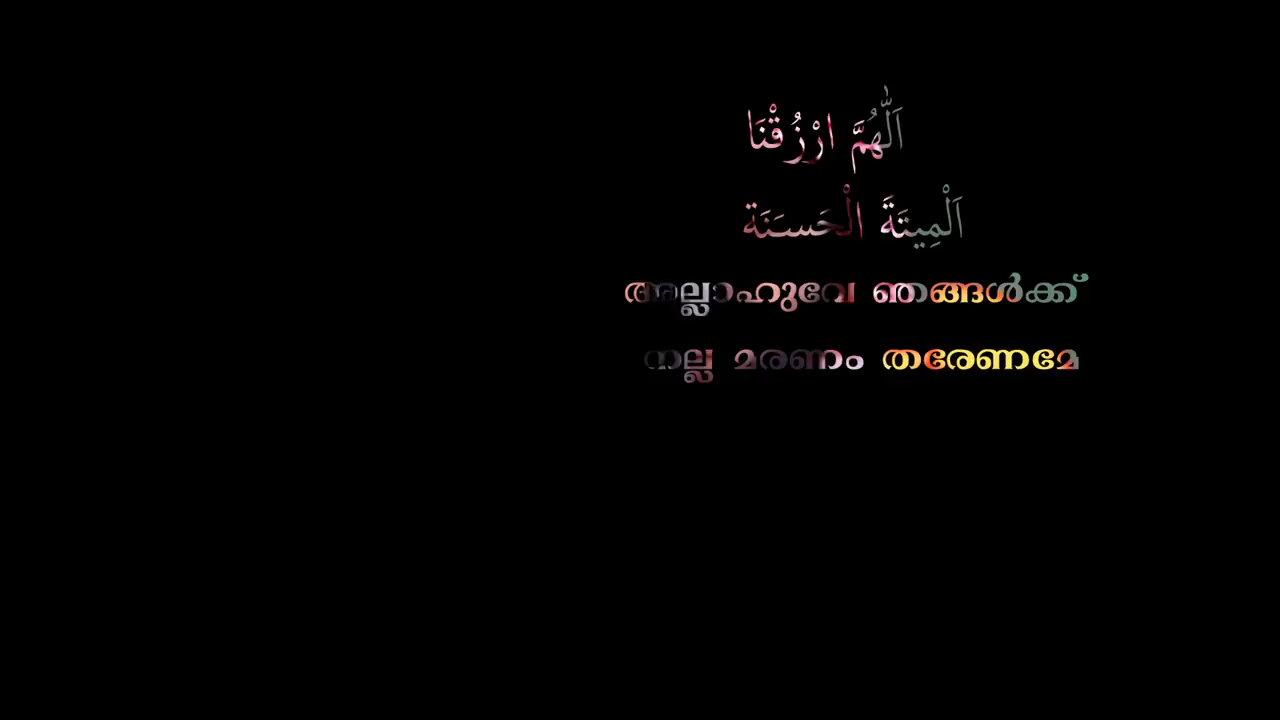 اَللّٰهُمَّ ارْزُقْنَا
اَلْمِيتَةَ الْحَسَنَة
അല്ലാഹുവേ ഞങ്ങൾക്ക്
നല്ല മരണം തരേണമേ